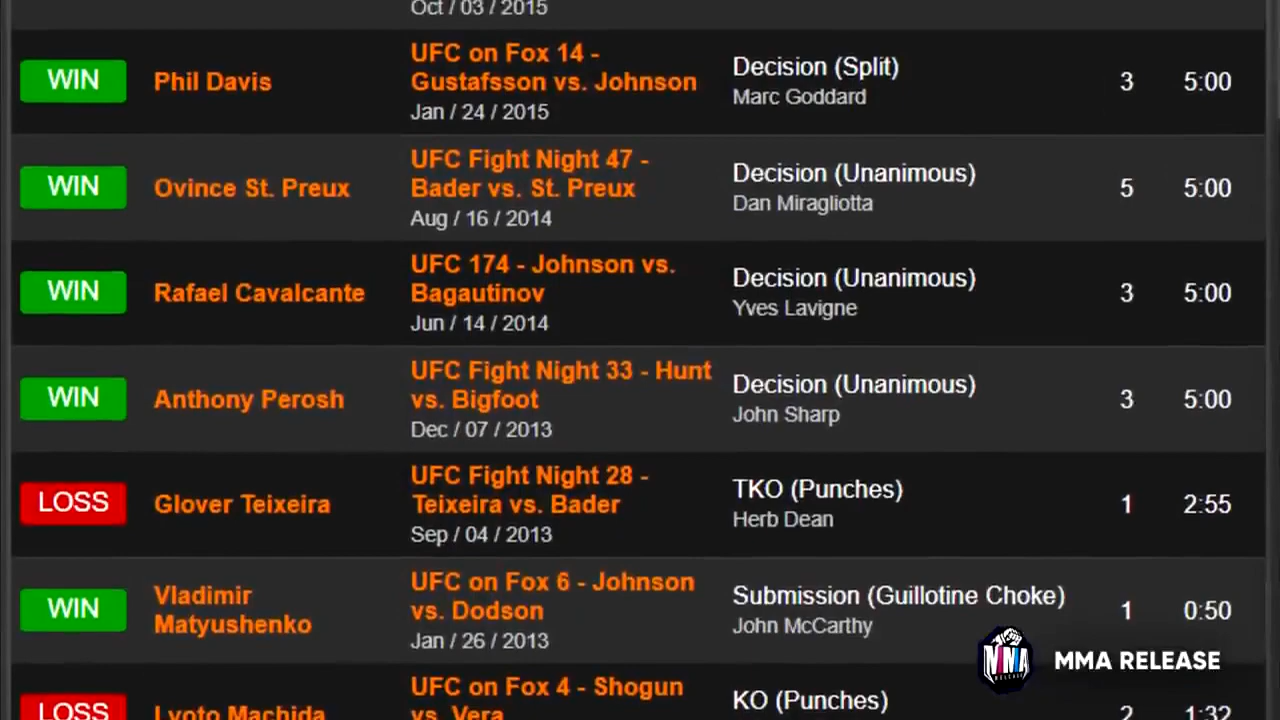 Oct / 03 / 2015
WIN
Phil Davis
UFC on Fox 14 -
Gustafsson vs. Johnson
Jan / 24 / 2015
Decision (Split)
Marc Goddard
3
5:00
WIN
Ovince St. Preux
UFC Fight Night 47 -
Bader vs. St. Preux
Aug / 16 / 2014
Decision (Unanimous)
Dan Miragliotta
5
5:00
WIN
Rafael Cavalcante
UFC 174 - Johnson vs.
Bagautinov
Jun / 14 / 2014
Decision (Unanimous)
Yves Lavigne
3
5:00
WIN
Anthony Perosh
UFC Fight Night 33 - Hunt
vs. Bigfoot
Dec / 07 / 2013
Decision (Unanimous)
John Sharp
3
5:00
LOSS
Glover Teixeira
UFC Fight Night 28 -
Teixeira vs. Bader
Sep / 04 / 2013
TKO (Punches)
Herb Dean
1
2:55
WIN
Vladimir
Matyushenko
UFC on Fox 6 - Johnson
vs. Dodson
Jan / 26 / 2013
Submission (Guillotine Choke)
John McCarthy
1
0:50
LOSS
Lyoto Machida
UFC on Fox 4 - Shogun
vs. Vera
KO (Punches)
2
1:32
MMA
RELEASE
MMA RELEASE